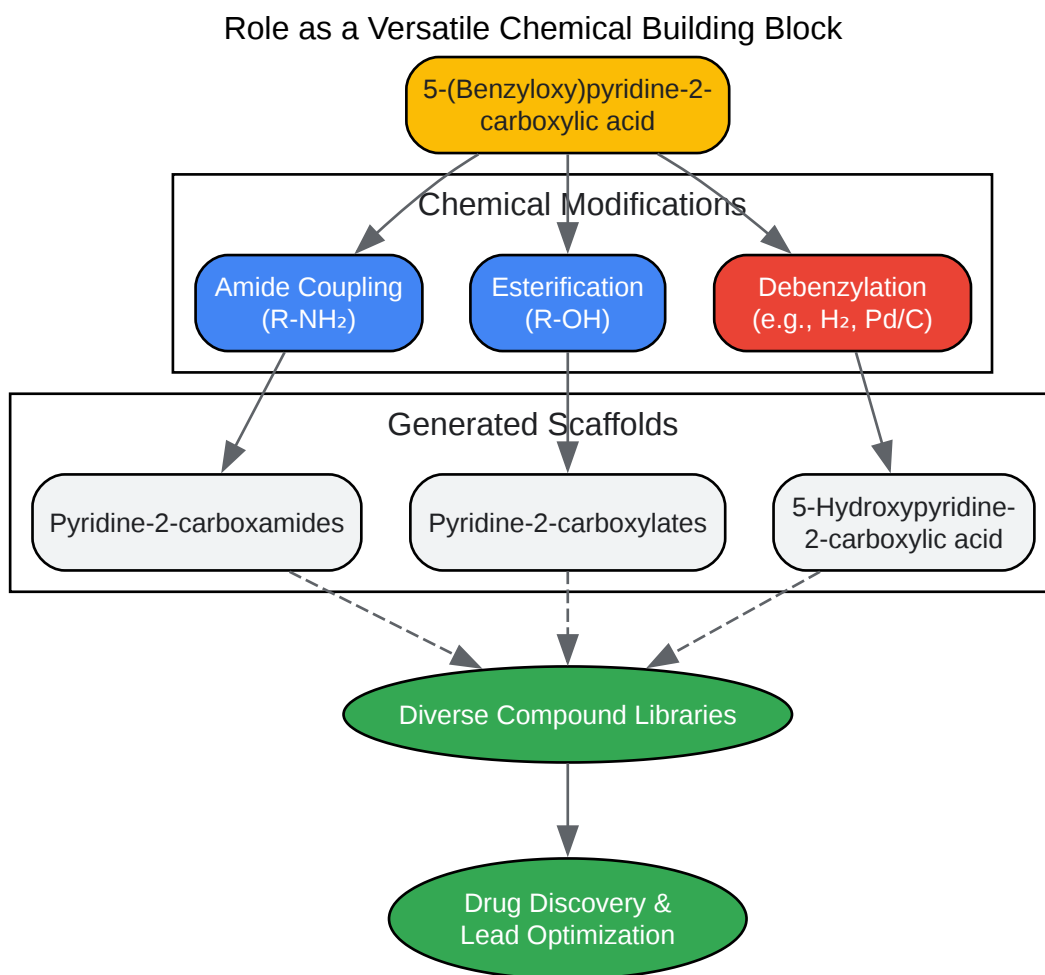 Role as a Versatile Chemical Building Block
5-(Benzyloxy)pyridine-2-
carboxylic acid
Chemical Modifications
Amide Coupling
(R-NH₂)
Esterification
(R-OH)
Debenzylation
(e.g., H₂, Pd/C)
Generated Scaffolds
Pyridine-2-carboxamides
Pyridine-2-carboxylates
5-Hydroxypyridine-
2-carboxylic acid
Diverse Compound Libraries
Drug Discovery &
Lead Optimization